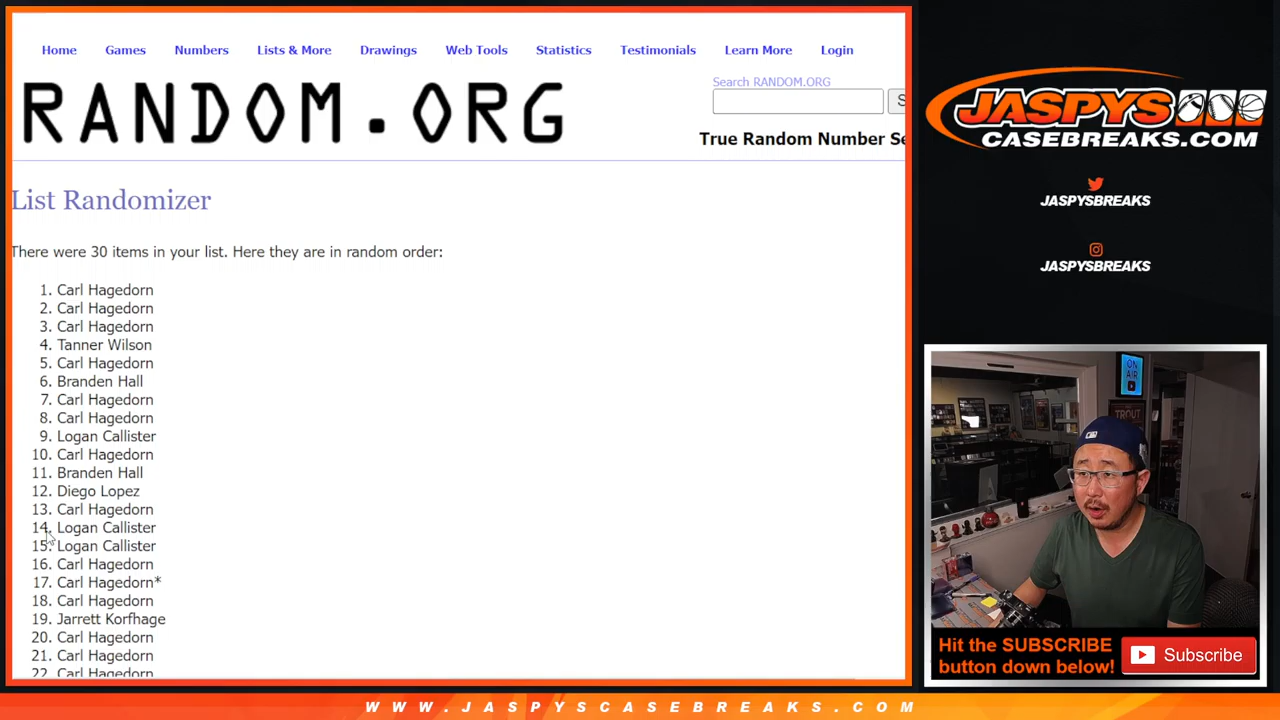 Home Games Numbers Lists & More Drawings Web Tools Statistics Testimonials Learn More Login
RANDOM.ORG
Search RANDOM.ORG
True Random Number Se
List Randomizer
There were 30 items in your list. Here they are in random order:
1. Carl Hagedorn
2. Carl Hagedorn
3. Carl Hagedorn
4. Tanner Wilson
5. Carl Hagedorn
6. Branden Hall
7. Carl Hagedorn
8. Carl Hagedorn
9. Logan Callister
10. Carl Hagedorn
11. Branden Hall
12. Diego Lopez
13. Carl Hagedorn
14. Logan Callister
15. Logan Callister
16. Carl Hagedorn
17. Carl Hagedorn*
18. Carl Hagedorn
19. Jarrett Korfhage
20. Carl Hagedorn
21. Carl Hagedorn
22. Carl Hagedorn
JASPYS
CASEBREAKS.COM
JASPYSBREAKS
JASPYSBREAKS
ON
AIR
TROUT
Hit the SUBSCRIBE
button down below!
Subscribe
WWW.JASPYSCASEBREAKS.COM